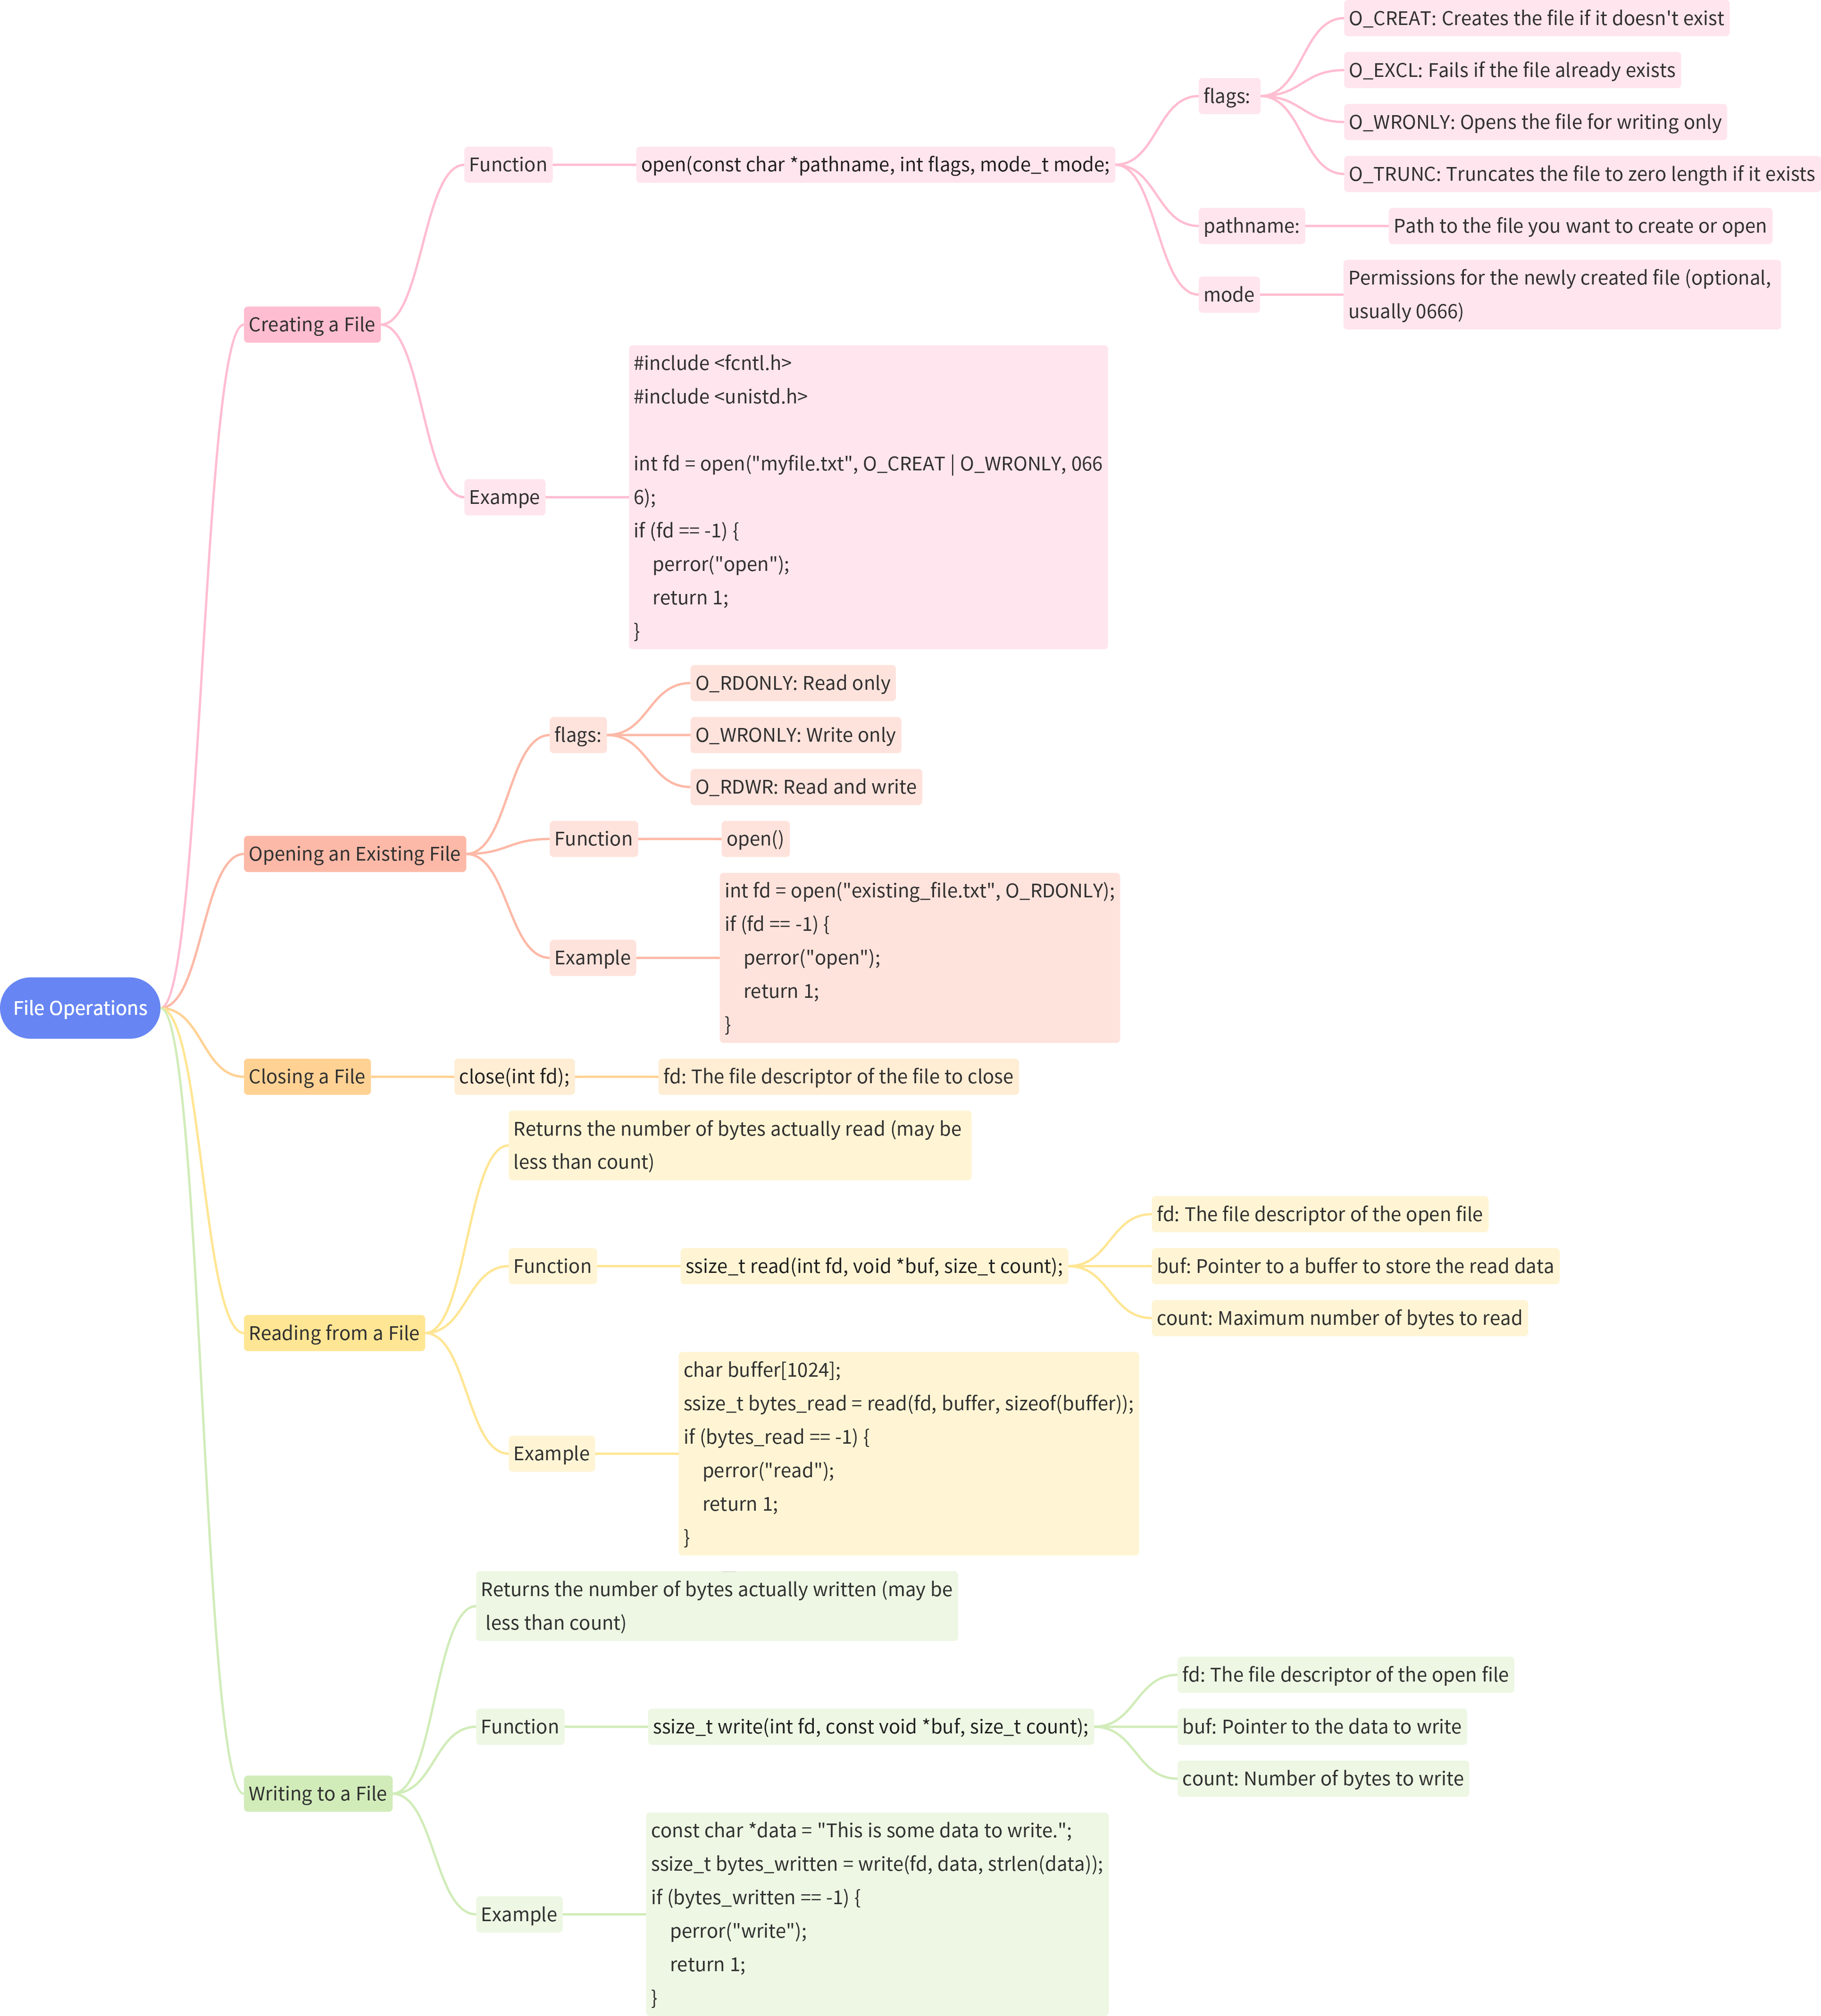 File Operations
Creating a File
Function
open(const char *pathname, int flags, mode_t mode;
flags:
O_CREAT: Creates the file if it doesn't exist
O_EXCL: Fails if the file already exists
O_WRONLY: Opens the file for writing only
O_TRUNC: Truncates the file to zero length if it exists
pathname:
Path to the file you want to create or open
mode
Permissions for the newly created file (optional,
usually 0666)
Exampe
#include <fcntl.h>
#include <unistd.h>
int fd = open("myfile.txt", O_CREAT | O_WRONLY, 066
6);
if (fd == -1) {
    perror("open");
    return 1;
}
Opening an Existing File
flags:
O_RDONLY: Read only
O_WRONLY: Write only
O_RDWR: Read and write
Function
open()
Example
int fd = open("existing_file.txt", O_RDONLY);
if (fd == -1) {
    perror("open");
    return 1;
}
Closing a File
close(int fd);
fd: The file descriptor of the file to close
Reading from a File
Returns the number of bytes actually read (may be
less than count)
Function
ssize_t read(int fd, void *buf, size_t count);
fd: The file descriptor of the open file
buf: Pointer to a buffer to store the read data
count: Maximum number of bytes to read
Example
char buffer[1024];
ssize_t bytes_read = read(fd, buffer, sizeof(buffer));
if (bytes_read == -1) {
    perror("read");
    return 1;
}
Writing to a File
Returns the number of bytes actually written (may be
less than count)
Function
ssize_t write(int fd, const void *buf, size_t count);
fd: The file descriptor of the open file
buf: Pointer to the data to write
count: Number of bytes to write
Example
const char *data = "This is some data to write.";
ssize_t bytes_written = write(fd, data, strlen(data));
if (bytes_written == -1) {
    perror("write");
    return 1;
}